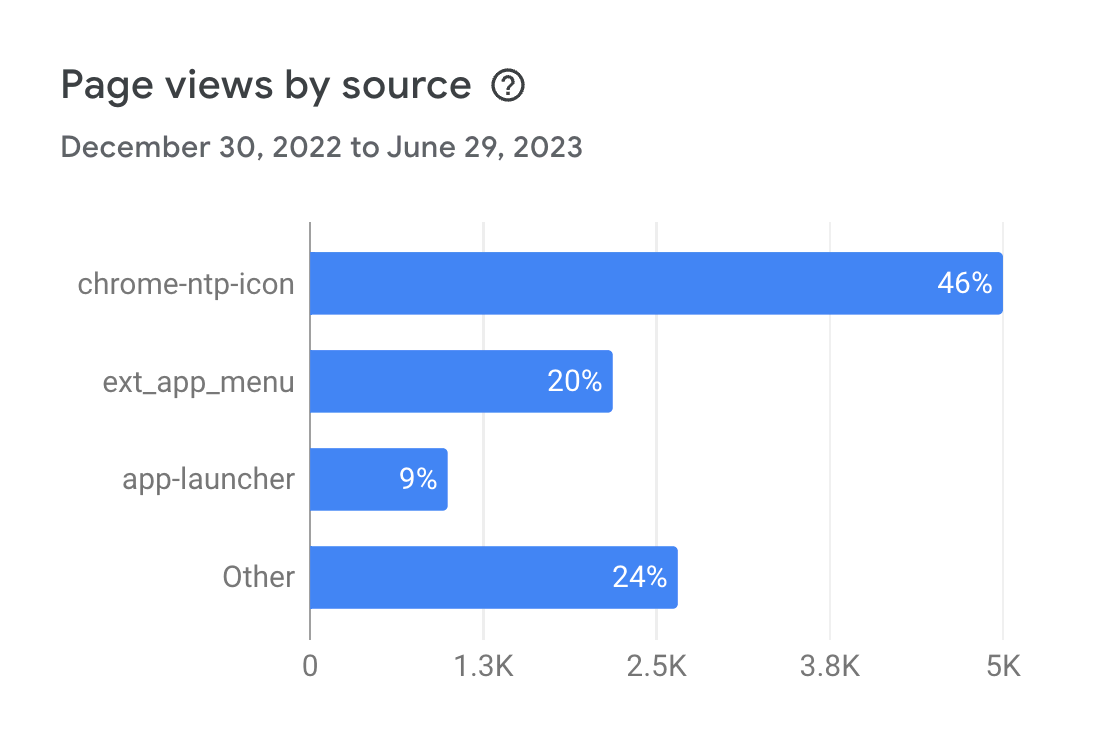 Page views by source
December 30, 2022 to June 29, 2023
chrome-ntp-icon 46%
ext_app_menu 20%
app-launcher 9%
Other 24%
0 1.3K 2.5K 3.8K 5K